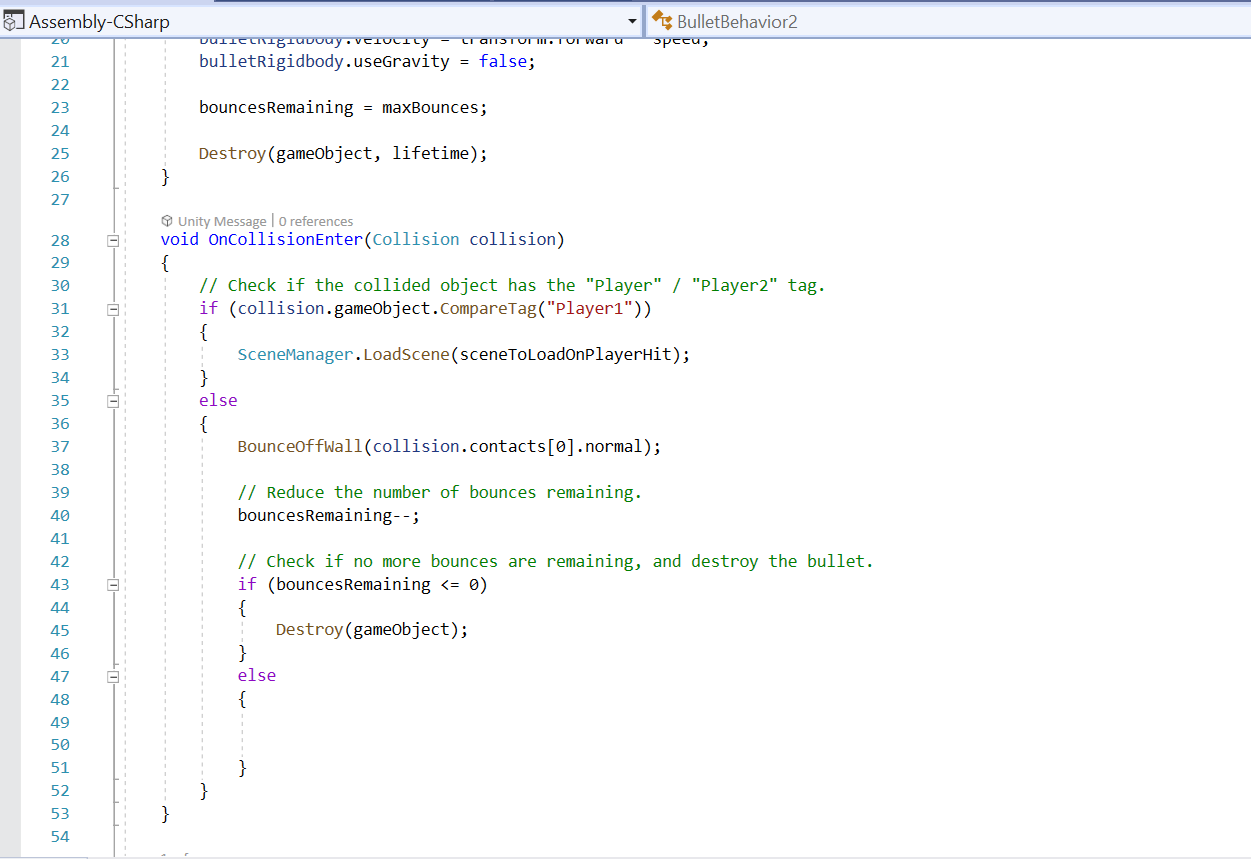 Assembly-CSharp BulletBehavior2
20 bulletRigidbody.velocity = transform.forward * speed;
21 bulletRigidbody.useGravity = false;
22
23 bouncesRemaining = maxBounces;
24
25 Destroy(gameObject, lifetime);
26 }
27
Unity Message | 0 references
28 void OnCollisionEnter(Collision collision)
29 {
30 // Check if the collided object has the "Player" / "Player2" tag.
31 if (collision.gameObject.CompareTag("Player1"))
32 {
33 SceneManager.LoadScene(sceneToLoadOnPlayerHit);
34 }
35 else
36 {
37 BounceOffWall(collision.contacts[0].normal);
38
39 // Reduce the number of bounces remaining.
40 bouncesRemaining--;
41
42 // Check if no more bounces are remaining, and destroy the bullet.
43 if (bouncesRemaining <= 0)
44 {
45 Destroy(gameObject);
46 }
47 else
48 {
49
50
51 }
52 }
53 }
54